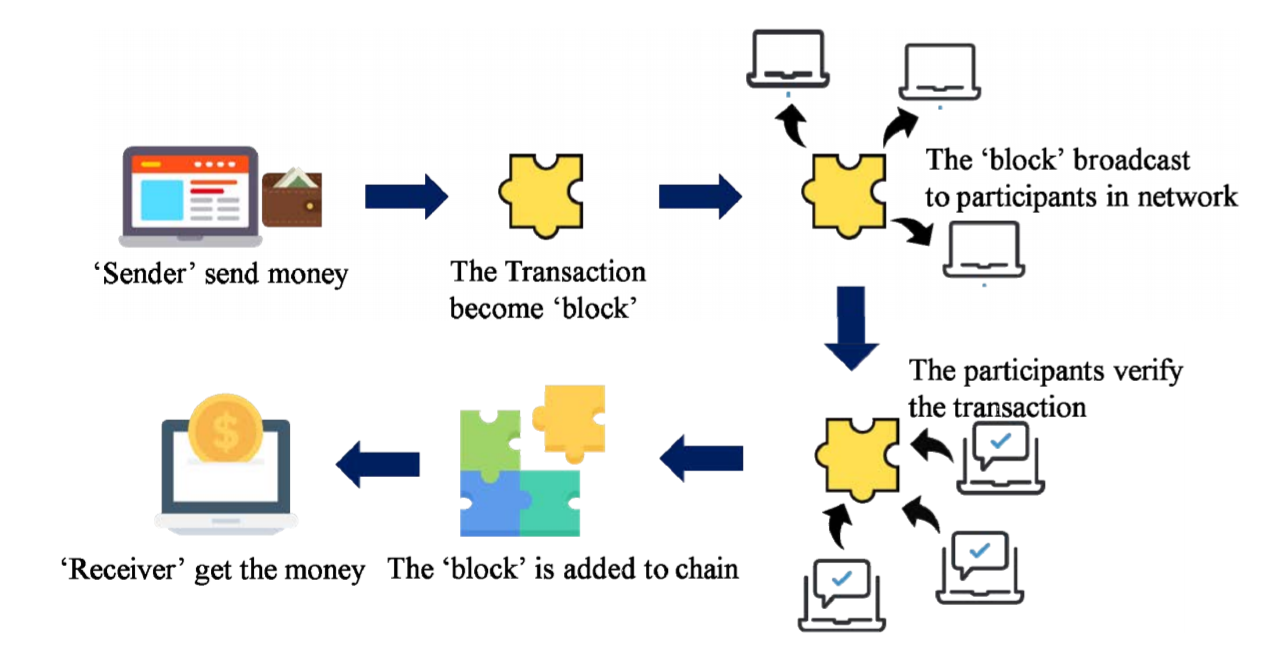 ‘Sender’ send money
The Transaction
become ‘block’
The ‘block’ broadcast
to participants in network
The participants verify
the transaction
The ‘block’ is added to chain
‘Receiver’ get the money